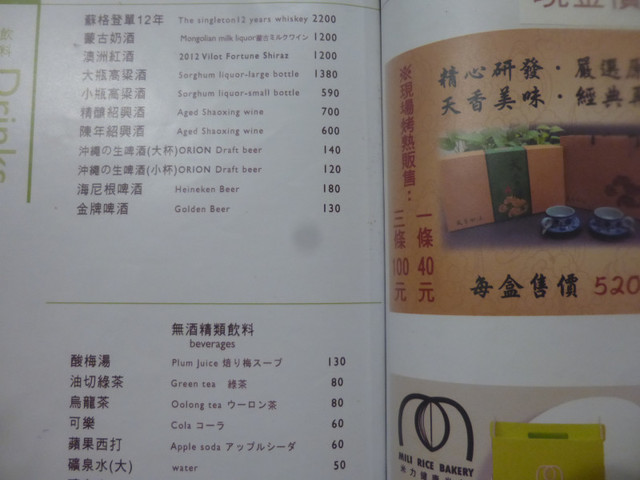 飲料
Drinks
蘇格登單12年 The singleton12 years whiskey 2200
蒙古奶酒 Mongolian milk liquor蒙古ミルクワイン 1200
澳洲紅酒 2012 Vilot Fortune Shiraz 1200
大瓶高粱酒 Sorghum liquor-large bottle 1380
小瓶高粱酒 Sorghum liquor-small bottle 590
精釀紹興酒 Aged Shaoxing wine 700
陳年紹興酒 Aged Shaoxing wine 600
沖繩の生啤酒(大杯)ORION Draft beer 140
沖繩の生啤酒(小杯)ORION Draft beer 120
海尼根啤酒 Heineken Beer 180
金牌啤酒 Golden Beer 130
無酒精類飲料
beverages
酸梅湯 Plum Juice 焙り梅スープ 130
油切綠茶 Green tea 綠茶 80
烏龍茶 Oolong tea ウーロン茶 80
可樂 Cola コーラ 60
蘋果西打 Apple soda アップルシーダ 60
礦泉水(大) water 50
精心研發・嚴選
天香美味・經典
※現場烤熟販售：
一條40元
三條100元
每盒售價 520
MILI RICE BAKERY
米力